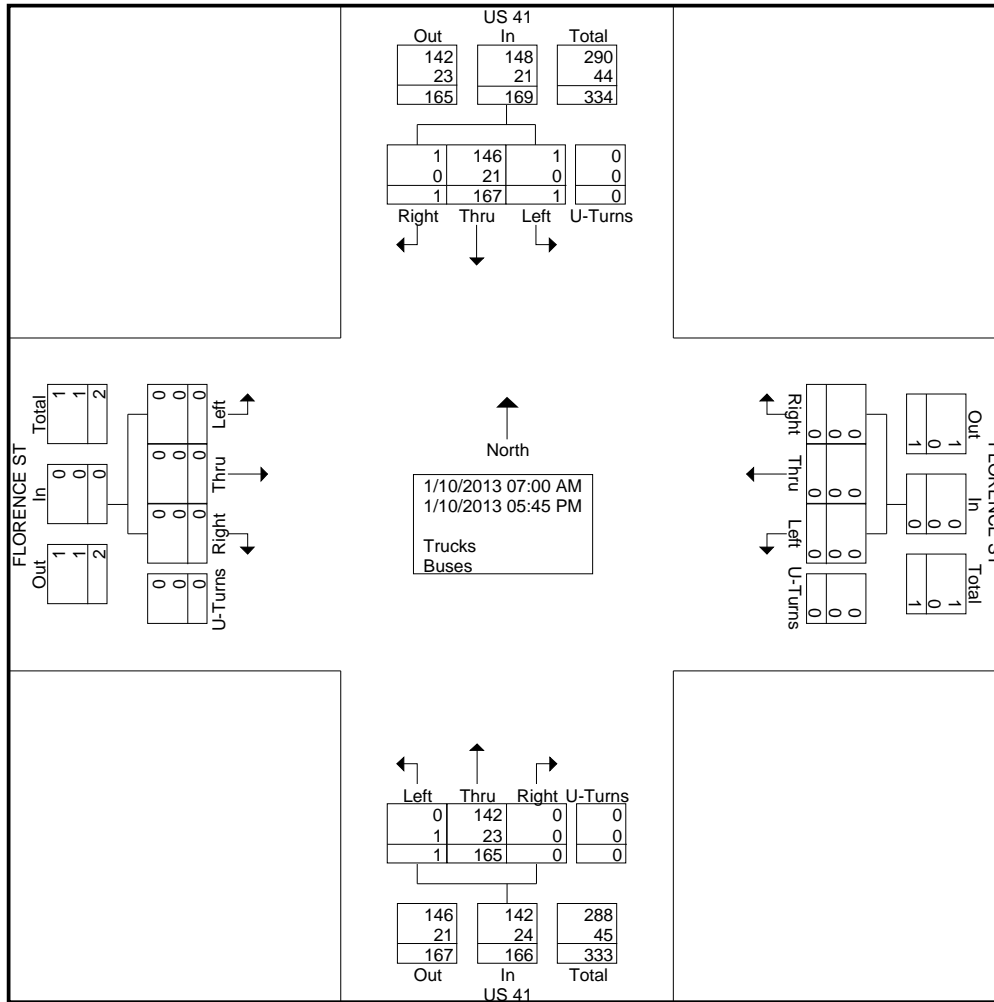 US 41
Out In Total
142 148 290
23 21 44
165 169 334
1 146 1 0
0 21 0 0
1 167 1 0
Right Thru Left U-Turns
FLORENCE ST
Total
1 1 2
In
0 0 0
Out
1 1 2
Left
0 0 0
Thru
0 0 0
Right
0 0 0
U-Turns
0 0 0
North
1/10/2013 07:00 AM
1/10/2013 05:45 PM
Trucks
Buses
Right
0 0 0
Thru
0 0 0
Left
0 0 0
U-Turns
0 0 0
Out
1 0 1
In
0 0 0
Total
1 0 1
FLORENCE ST
Left Thru Right U-Turns
0 142 0 0
1 23 0 0
1 165 0 0
146 142 288
21 24 45
167 166 333
Out In Total
US 41